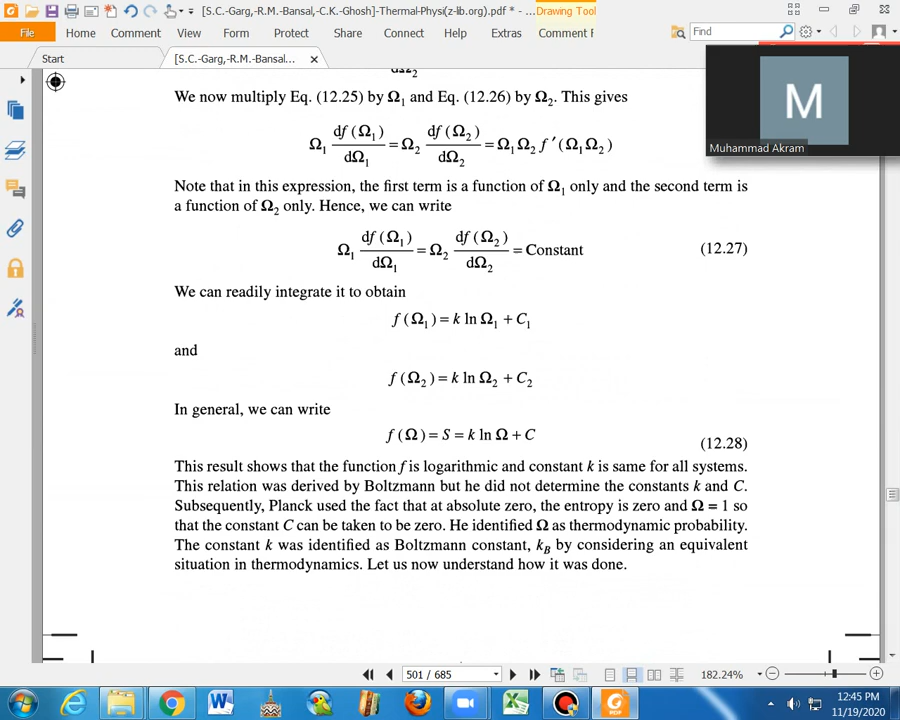 [S.C.-Garg,-R.M.-Bansal,-C.K.-Ghosh]-Thermal-Physi(z-lib.org).pdf * - ...
Drawing Tool
File Home Comment View Form Protect Share Connect Help Extras Comment F
Find
Start
[S.C.-Garg,-R.M.-Bansal...
M
Muhammad Akram
We now multiply Eq. (12.25) by Ω₁ and Eq. (12.26) by Ω₂. This gives
Ω₁ df(Ω₁)/dΩ₁ = Ω₂ df(Ω₂)/dΩ₂ = Ω₁Ω₂ f′(Ω₁Ω₂)
Note that in this expression, the first term is a function of Ω₁ only and the second term is
a function of Ω₂ only. Hence, we can write
Ω₁ df(Ω₁)/dΩ₁ = Ω₂ df(Ω₂)/dΩ₂ = Constant (12.27)
We can readily integrate it to obtain
f(Ω₁) = k ln Ω₁ + C₁
and
f(Ω₂) = k ln Ω₂ + C₂
In general, we can write
f(Ω) = S = k ln Ω + C
(12.28)
This result shows that the function f is logarithmic and constant k is same for all systems.
This relation was derived by Boltzmann but he did not determine the constants k and C.
Subsequently, Planck used the fact that at absolute zero, the entropy is zero and Ω = 1 so
that the constant C can be taken to be zero. He identified Ω as thermodynamic probability.
The constant k was identified as Boltzmann constant, k_B by considering an equivalent
situation in thermodynamics. Let us now understand how it was done.
501 / 685
182.24%
12:45 PM
11/19/2020